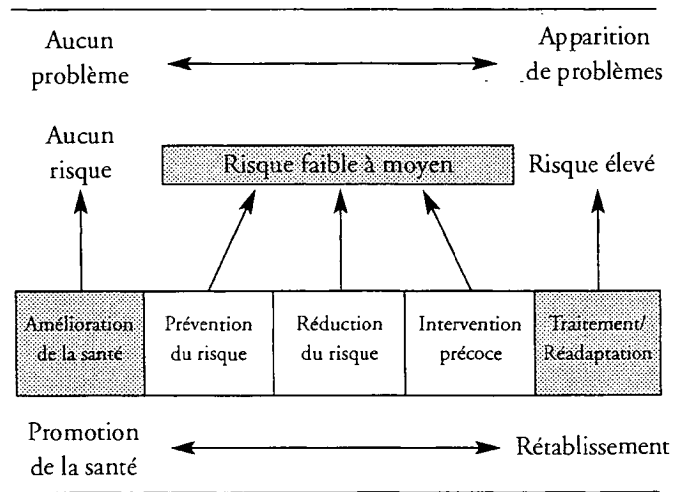 Aucun
problème
Apparition
de problèmes
Aucun
risque
Risque faible à moyen
Risque élevé
Amélioration
de la santé
Prévention
du risque
Réduction
du risque
Intervention
précoce
Traitement/
Réadaptation
Promotion
de la santé
Rétablissement